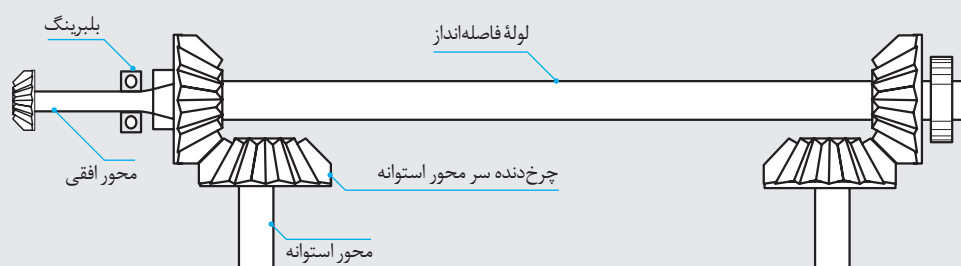 بلبرینگ
لولهٔ فاصله‌انداز
محور افقی
چرخ‌دنده سر محور استوانه
محور استوانه